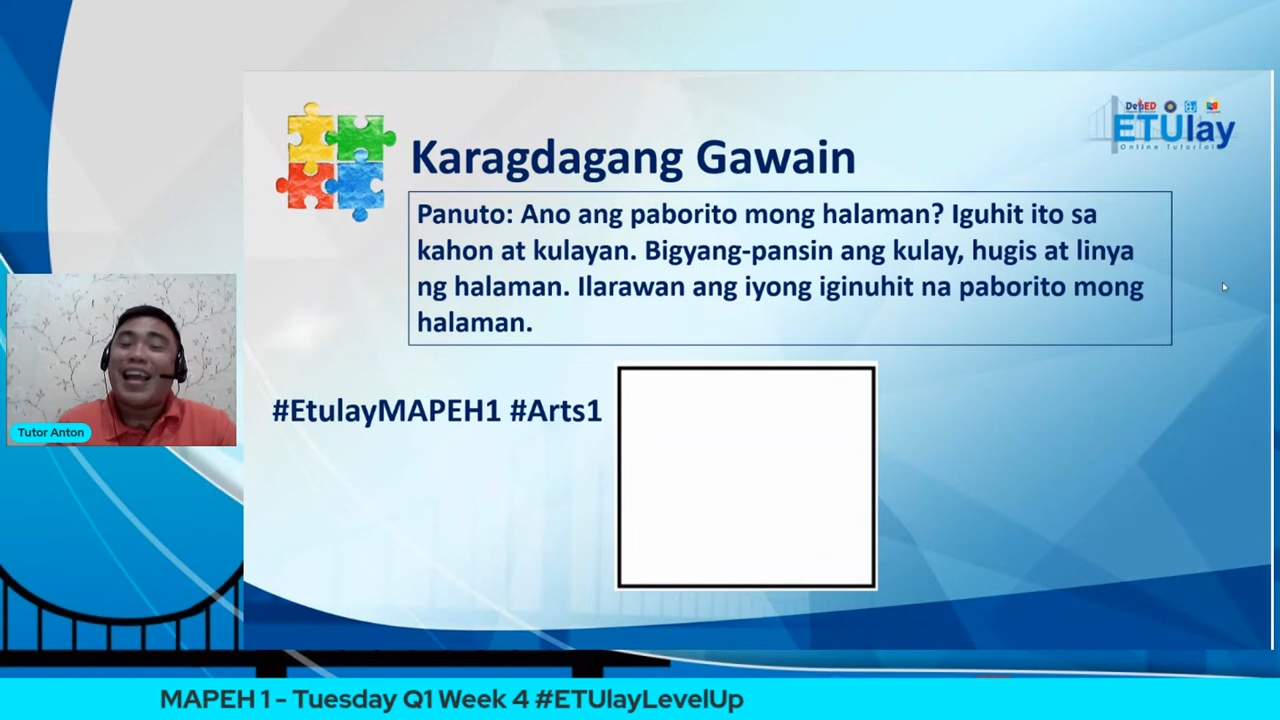 DepED
ETUlay
Online Tutorial
Karagdagang Gawain
Panuto: Ano ang paborito mong halaman? Iguhit ito sa
kahon at kulayan. Bigyang-pansin ang kulay, hugis at linya
ng halaman. Ilarawan ang iyong iginuhit na paborito mong
halaman.
#EtulayMAPEH1 #Arts1
Tutor Anton
MAPEH 1 - Tuesday Q1 Week 4 #ETUlayLevelUp